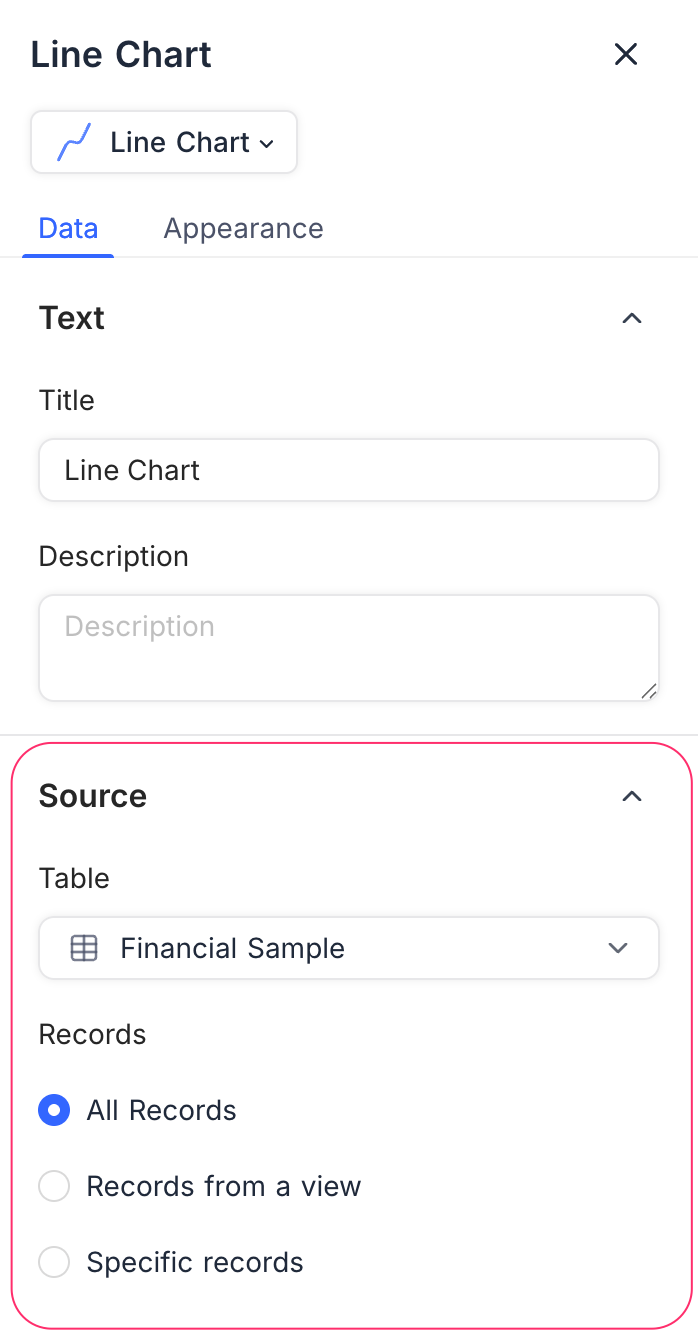 Line Chart
Line Chart
Data Appearance
Text
Title
Line Chart
Description
Description
Source
Table
Financial Sample
Records
All Records
Records from a view
Specific records